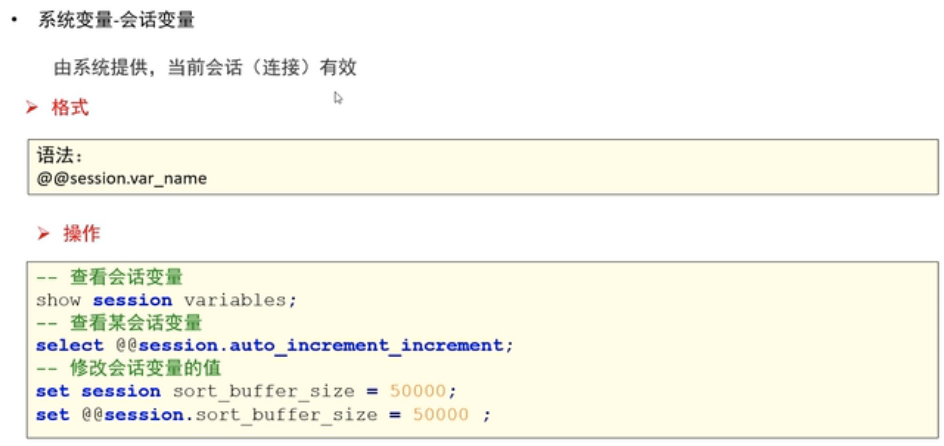 • 系统变量-会话变量
由系统提供，当前会话（连接）有效
➢ 格式
语法：
@@session.var_name
➢ 操作
-- 查看会话变量
show session variables;
-- 查看某会话变量
select @@session.auto_increment_increment;
-- 修改会话变量的值
set session sort_buffer_size = 50000;
set @@session.sort_buffer_size = 50000 ;